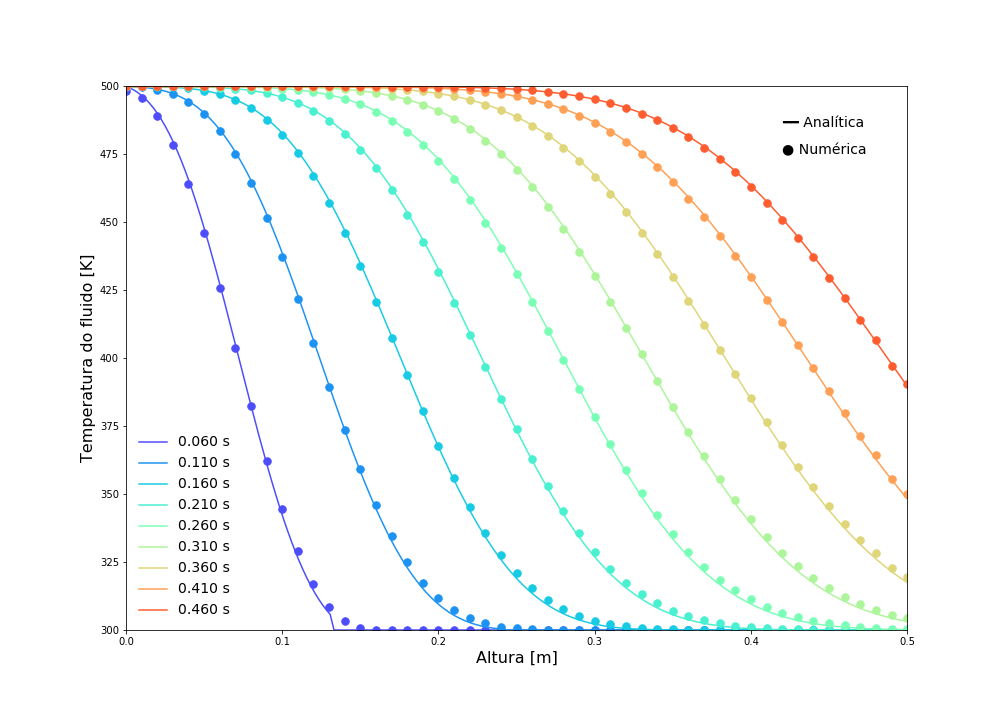 500
475
450
425
400
375
350
325
300
Temperatura do fluido [K]
Analítica
Numérica
0.060 s
0.110 s
0.160 s
0.210 s
0.260 s
0.310 s
0.360 s
0.410 s
0.460 s
0.0 0.1 0.2 0.3 0.4 0.5
Altura [m]